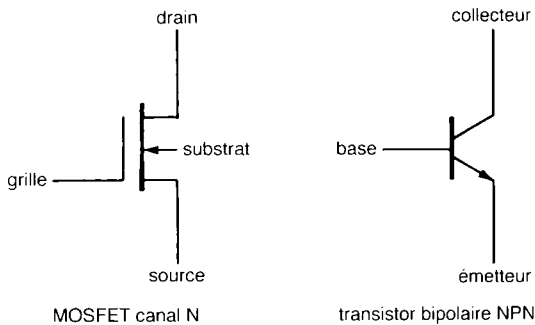 drain
collecteur
substrat
base
grille
source
émetteur
MOSFET canal N
transistor bipolaire NPN